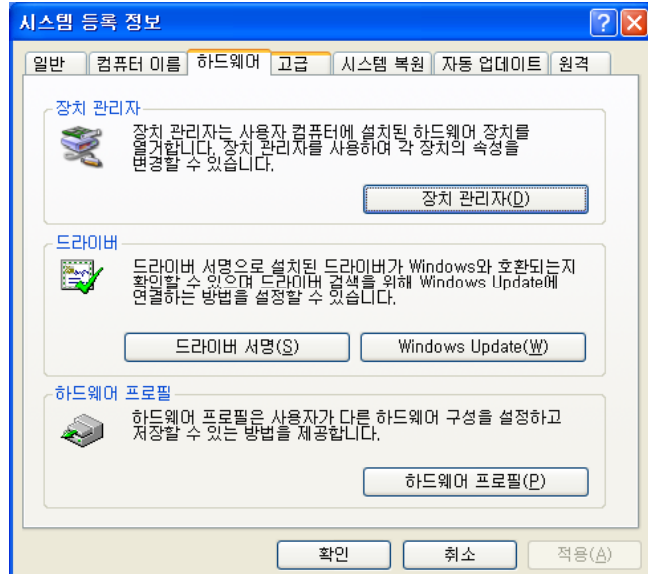 시스템 등록 정보
일반 컴퓨터 이름 하드웨어 고급 시스템 복원 자동 업데이트 원격
장치 관리자
장치 관리자는 사용자 컴퓨터에 설치된 하드웨어 장치를
열거합니다. 장치 관리자를 사용하여 각 장치의 속성을
변경할 수 있습니다.
장치 관리자(D)
드라이버
드라이버 서명으로 설치된 드라이버가 Windows와 호환되는지
확인할 수 있으며 드라이버 검색을 위해 Windows Update에
연결하는 방법을 설정할 수 있습니다.
드라이버 서명(S) Windows Update(W)
하드웨어 프로필
하드웨어 프로필은 사용자가 다른 하드웨어 구성을 설정하고
저장할 수 있는 방법을 제공합니다.
하드웨어 프로필(P)
확인 취소 적용(A)